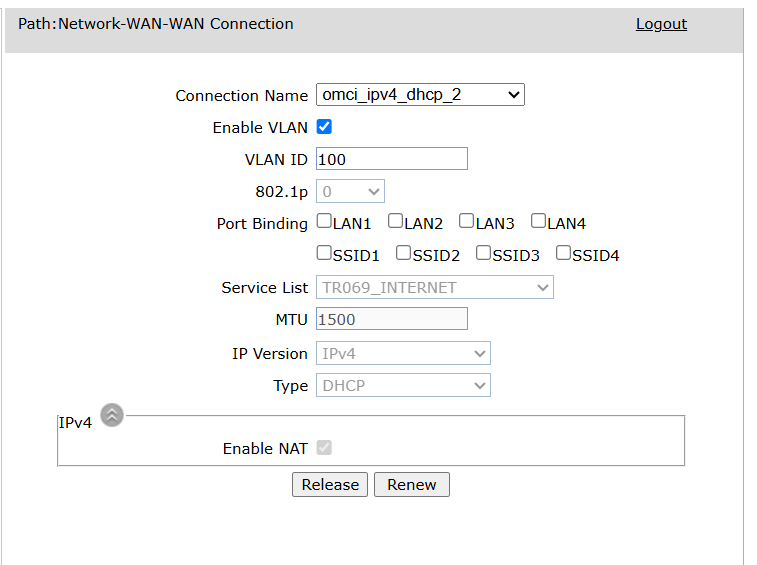 Path:Network-WAN-WAN Connection Logout
Connection Name omci_ipv4_dhcp_2
Enable VLAN
VLAN ID 100
802.1p 0
Port Binding LAN1 LAN2 LAN3 LAN4
SSID1 SSID2 SSID3 SSID4
Service List TR069_INTERNET
MTU 1500
IP Version IPv4
Type DHCP
IPv4
Enable NAT
Release Renew